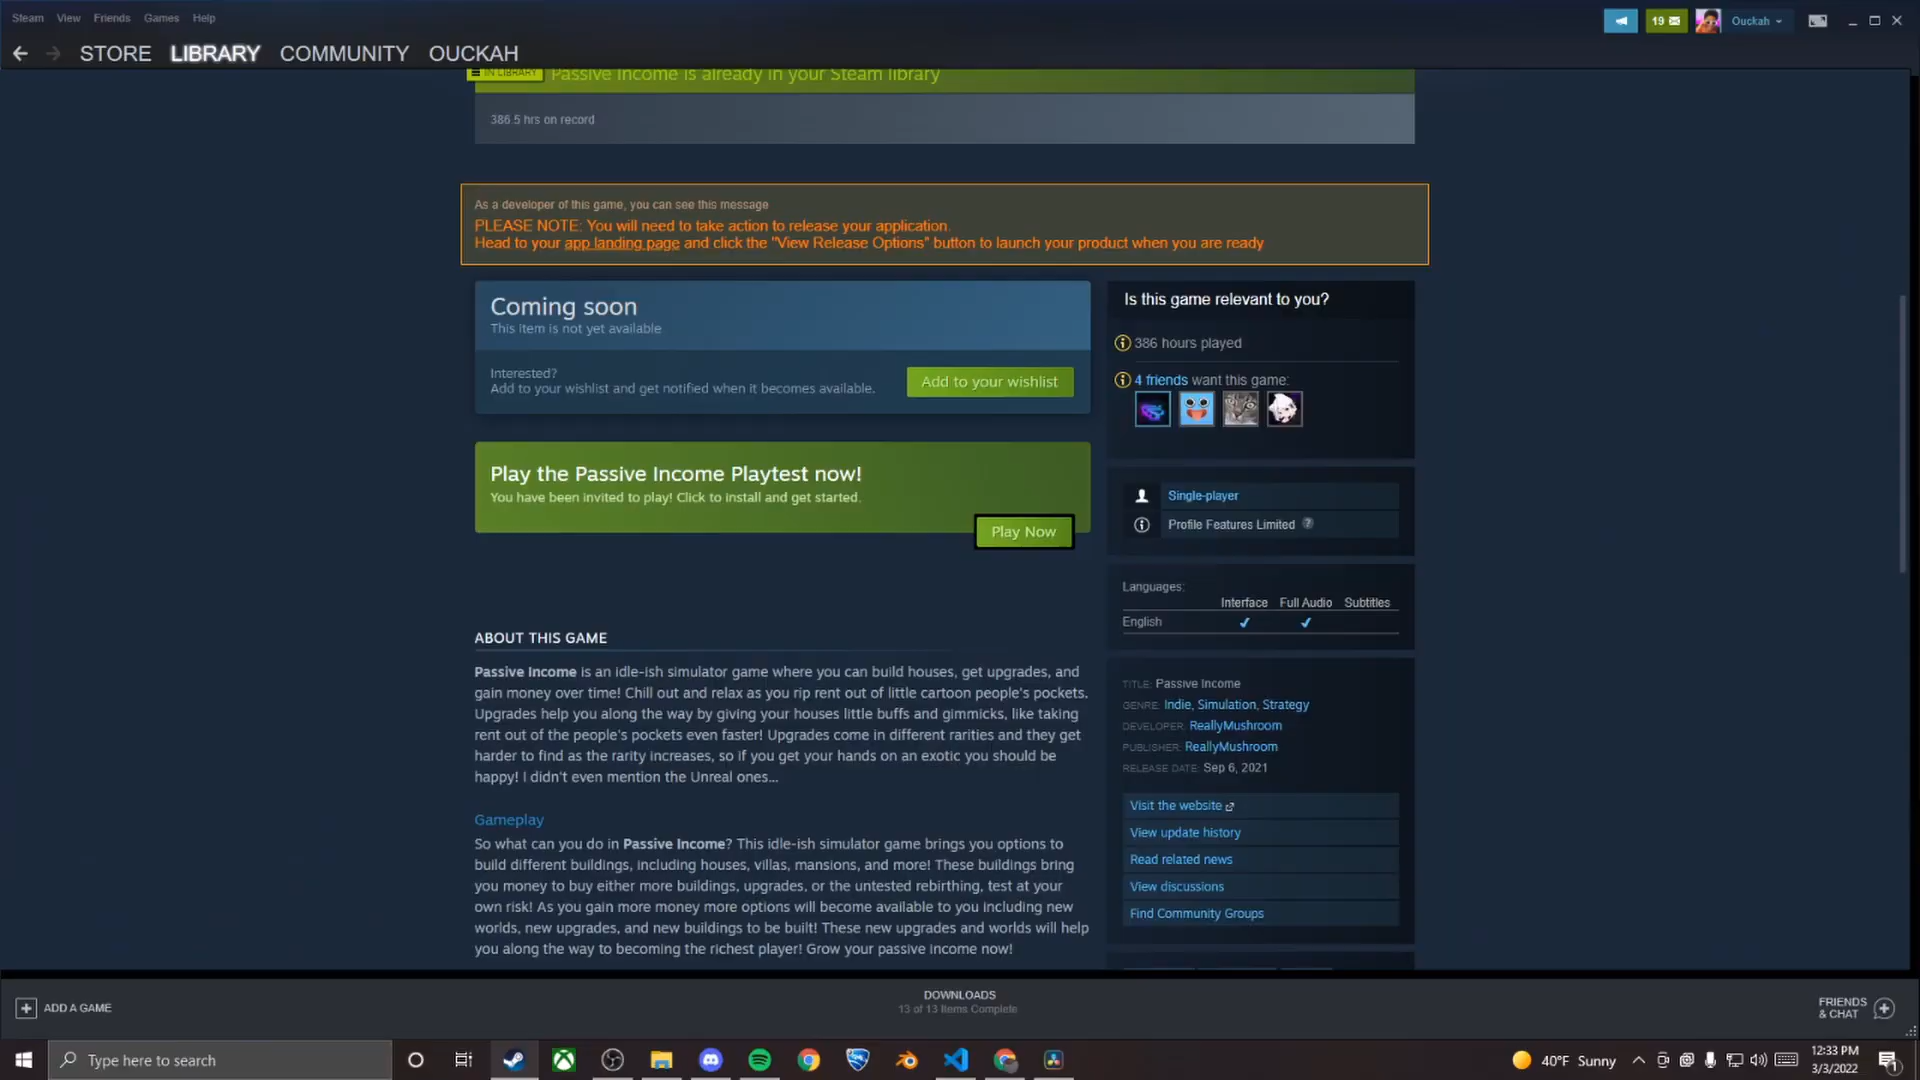 Steam View Friends Games Help
19
Ouckah
STORE LIBRARY COMMUNITY OUCKAH
IN LIBRARY
Passive Income is already in your Steam library
386.5 hrs on record
As a developer of this game, you can see this message
PLEASE NOTE: You will need to take action to release your application.
Head to your app landing page and click the "View Release Options" button to launch your product when you are ready
Coming soon
This item is not yet available
Interested?
Add to your wishlist and get notified when it becomes available.
Add to your wishlist
Play the Passive Income Playtest now!
You have been invited to play! Click to install and get started.
Play Now
ABOUT THIS GAME
Passive Income is an idle-ish simulator game where you can build houses, get upgrades, and
gain money over time! Chill out and relax as you rip rent out of little cartoon people's pockets.
Upgrades help you along the way by giving your houses little buffs and gimmicks, like taking
rent out of the people's pockets even faster! Upgrades come in different rarities and they get
harder to find as the rarity increases, so if you get your hands on an exotic you should be
happy! I didn't even mention the Unreal ones...
Gameplay
So what can you do in Passive Income? This idle-ish simulator game brings you options to
build different buildings, including houses, villas, mansions, and more! These buildings bring
you money to buy either more buildings, upgrades, or the untested rebirthing, test at your
own risk! As you gain more money more options will become available to you including new
worlds, new upgrades, and new buildings to be built! These new upgrades and worlds will help
you along the way to becoming the richest player! Grow your passive income now!
Is this game relevant to you?
386 hours played
4 friends want this game:
Single-player
Profile Features Limited ?
Languages:
Interface Full Audio Subtitles
English ✔ ✔
TITLE: Passive Income
GENRE: Indie, Simulation, Strategy
DEVELOPER: ReallyMushroom
PUBLISHER: ReallyMushroom
RELEASE DATE: Sep 6, 2021
Visit the website
View update history
Read related news
View discussions
Find Community Groups
ADD A GAME
DOWNLOADS
13 of 13 Items Complete
FRIENDS
& CHAT
Type here to search
40°F Sunny
12:33 PM
3/3/2022
1